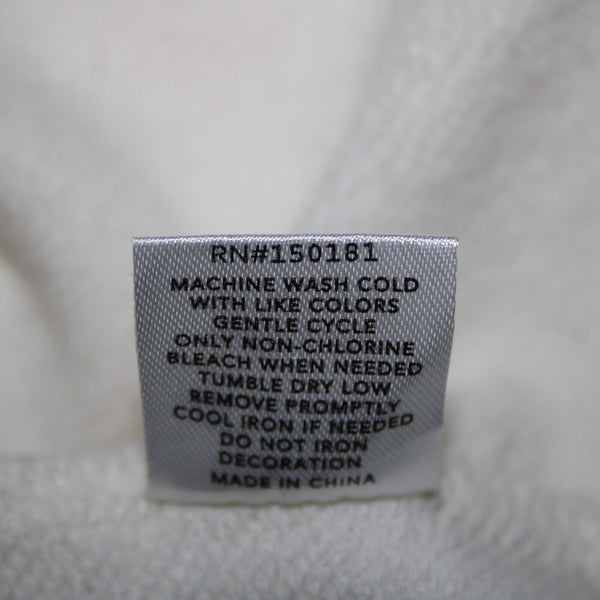 RN#150181
MACHINE WASH COLD
WITH LIKE COLORS
GENTLE CYCLE
ONLY NON-CHLORINE
BLEACH WHEN NEEDED
TUMBLE DRY LOW
REMOVE PROMPTLY
COOL IRON IF NEEDED
DO NOT IRON
DECORATION
MADE IN CHINA